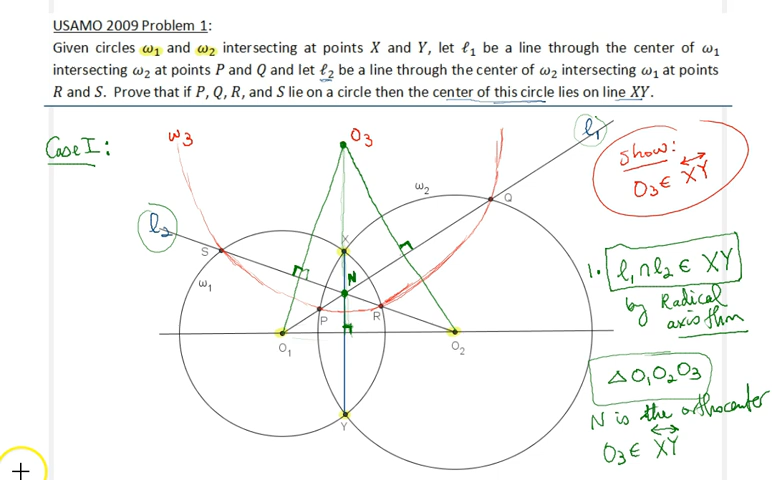 USAMO 2009 Problem 1:
Given circles ω₁ and ω₂ intersecting at points X and Y, let ℓ₁ be a line through the center of ω₁
intersecting ω₂ at points P and Q and let ℓ₂ be a line through the center of ω₂ intersecting ω₁ at points
R and S. Prove that if P, Q, R, and S lie on a circle then the center of this circle lies on line XY.
Case I:
ω3
O3
ℓ1
Show:
O3 ∈ XY
ω₂
Q
ℓ2
S
X
N
ω₁
P
R
O₁
O₂
Y
1. ℓ1 ∩ ℓ2 ∈ XY
by Radical
axis thm
△O1O2O3
N is the orthocenter
O3 ∈ XY